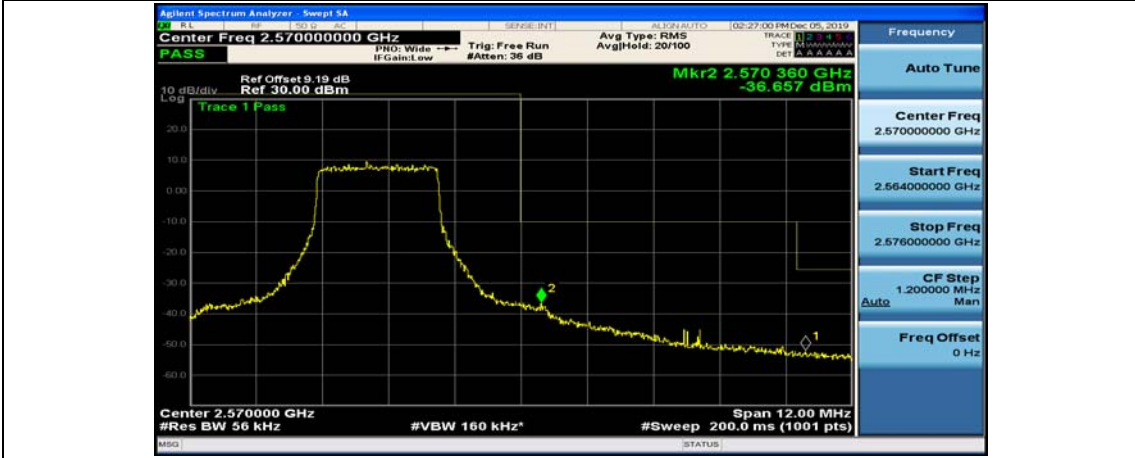 Agilent Spectrum Analyzer - Swept SA
RL RF 50 Ω AC SENSE:INT ALIGN AUTO 02:27:00 PM Dec 05, 2019
Center Freq 2.570000000 GHz
PASS
PNO: Wide
IFGain:Low
Trig: Free Run
#Atten: 36 dB
Avg Type: RMS
Avg|Hold: 20/100
TRACE 1 2 3 4 5 6
TYPE
DET A A A A A A
Ref Offset 9.19 dB
10 dB/div Ref 30.00 dBm
Log
Mkr2 2.570 360 GHz
-36.657 dBm
Trace 1 Pass
20.0
10.0
0.00
-10.0
-20.0
-30.0
-40.0
-50.0
-60.0
2
1
Center 2.570000 GHz Span 12.00 MHz
#Res BW 56 kHz #VBW 160 kHz* #Sweep 200.0 ms (1001 pts)
MSG STATUS
Frequency
Auto Tune
Center Freq
2.570000000 GHz
Start Freq
2.564000000 GHz
Stop Freq
2.576000000 GHz
CF Step
1.200000 MHz
Auto Man
Freq Offset
0 Hz